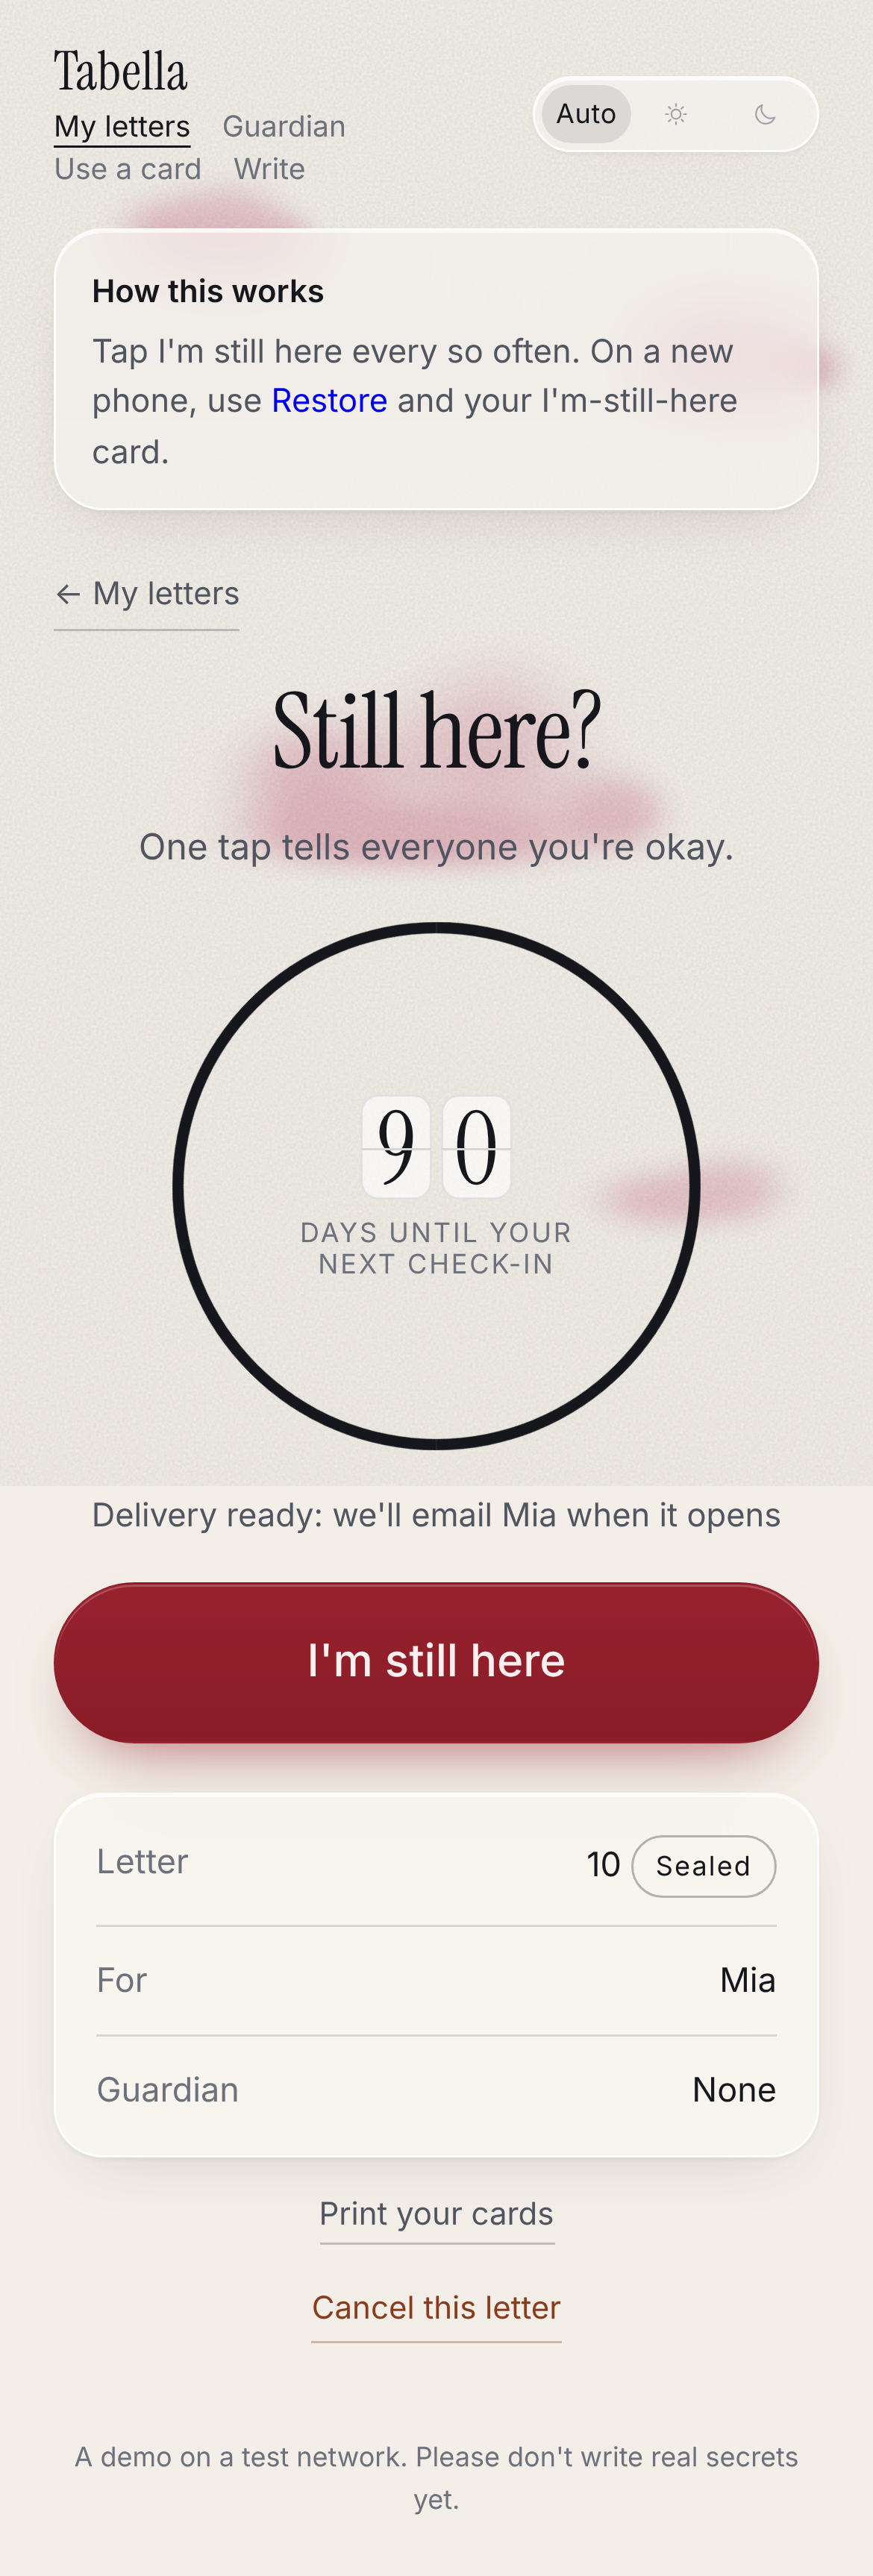 Tabella
My letters Guardian
Use a card Write
Auto
How this works
Tap I'm still here every so often. On a new
phone, use Restore and your I'm-still-here
card.
← My letters
Still here?
One tap tells everyone you're okay.
90
DAYS UNTIL YOUR
NEXT CHECK-IN
Delivery ready: we'll email Mia when it opens
I'm still here
Letter 10 Sealed
For Mia
Guardian None
Print your cards
Cancel this letter
A demo on a test network. Please don't write real secrets
yet.